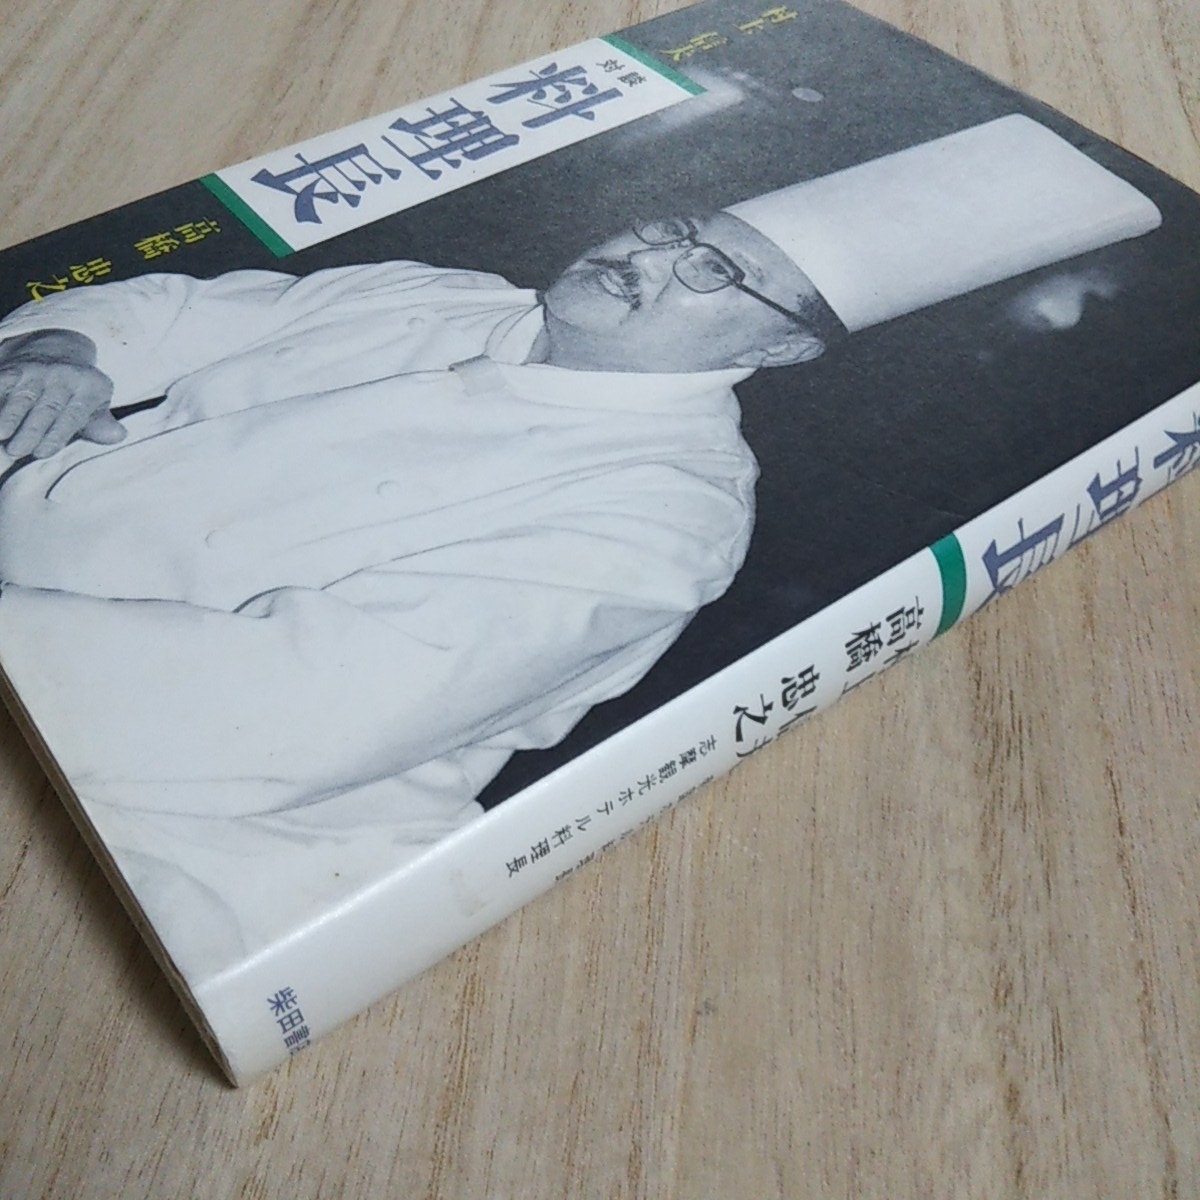 村上 信夫
対談
料理長
高橋 忠之
料理長
高橋 忠之
志摩観光ホテル料理長
柴田書